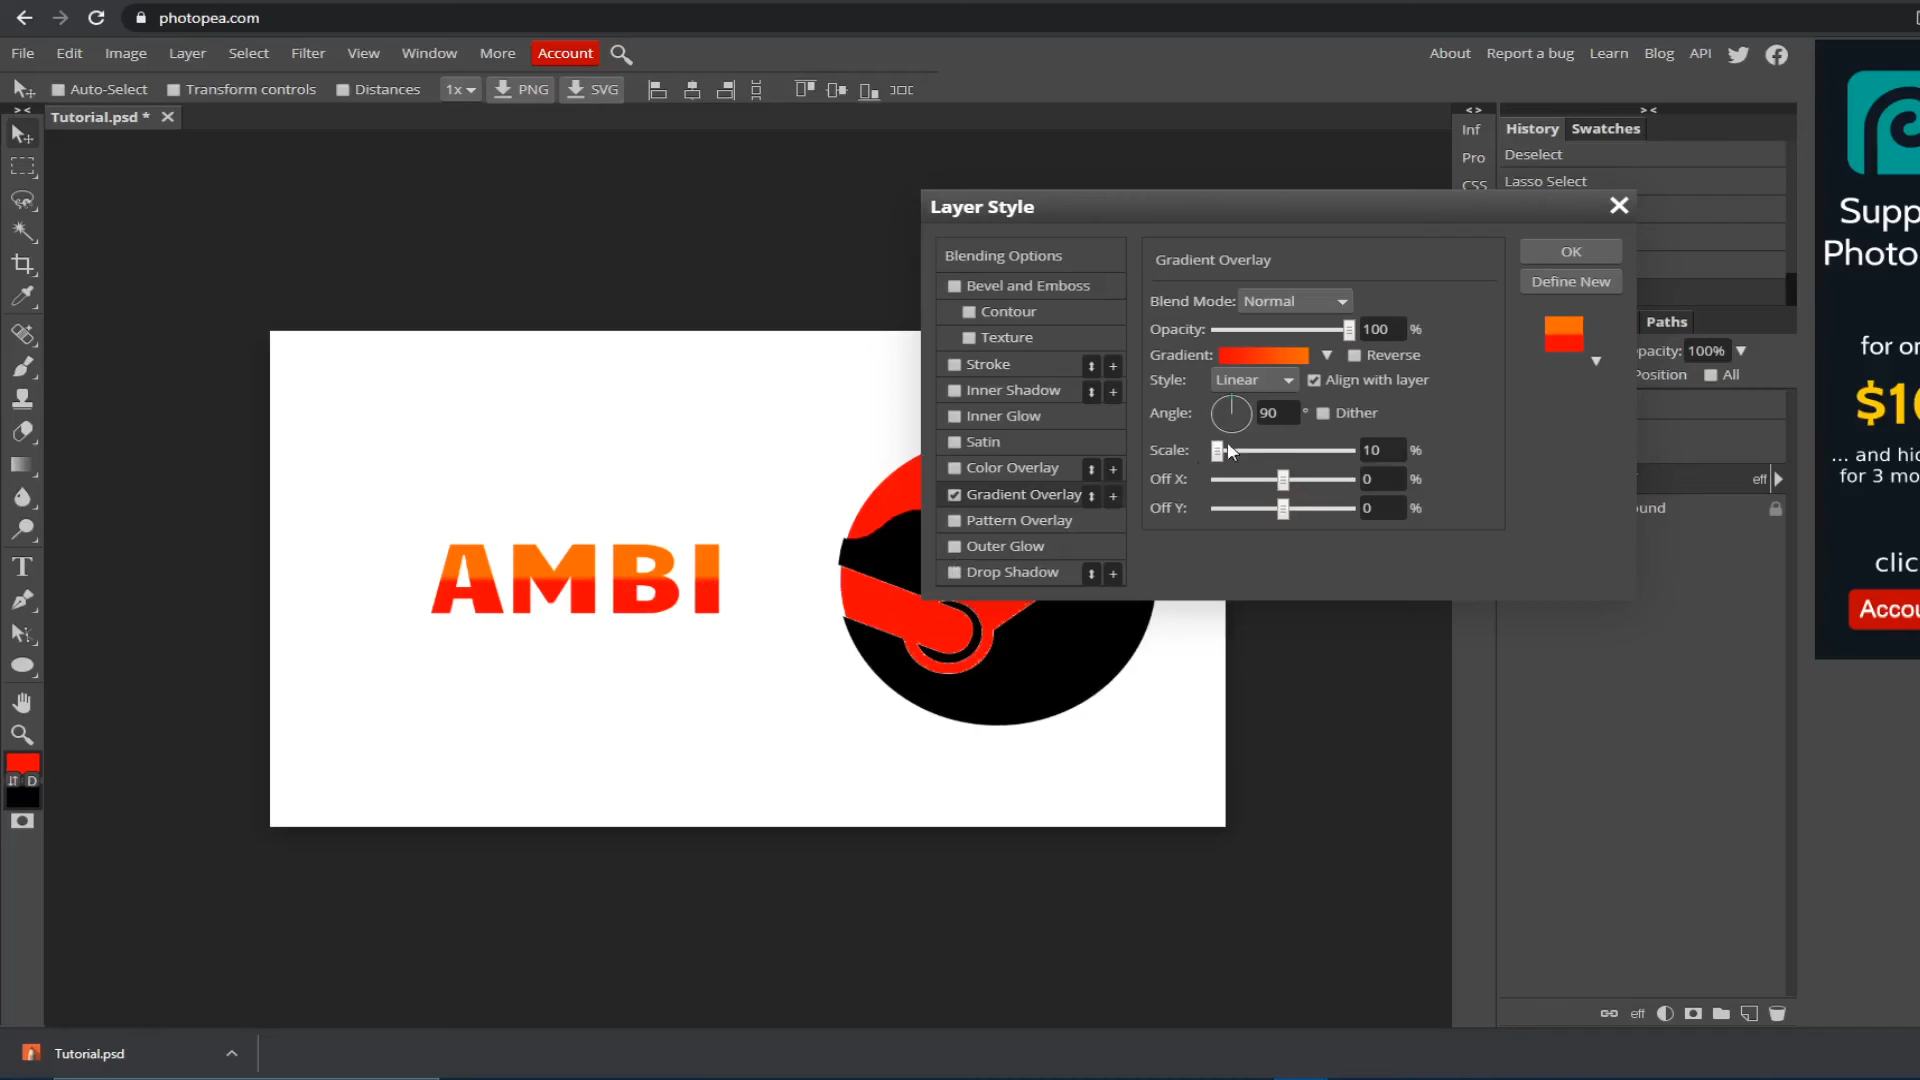 photopea.com
File Edit Image Layer Select Filter View Window More Account
About Report a bug Learn Blog API
Auto-Select Transform controls Distances 1x PNG SVG
Tutorial.psd *
Inf
Pro
CSS
History Swatches
Deselect
Lasso Select
Layer Style
Blending Options
Bevel and Emboss
Contour
Texture
Stroke
Inner Shadow
Inner Glow
Satin
Color Overlay
Gradient Overlay
Pattern Overlay
Outer Glow
Drop Shadow
Gradient Overlay
Blend Mode: Normal
Opacity: 100 %
Gradient: Reverse
Style: Linear Align with layer
Angle: 90 ° Dither
Scale: 10 %
Off X: 0 %
Off Y: 0 %
OK
Define New
Paths
pacity: 100%
Position All
eff
und
AMBI
D
eff
Supp
Photo
for on
$10
... and hid
for 3 mo
clic
Accou
Tutorial.psd